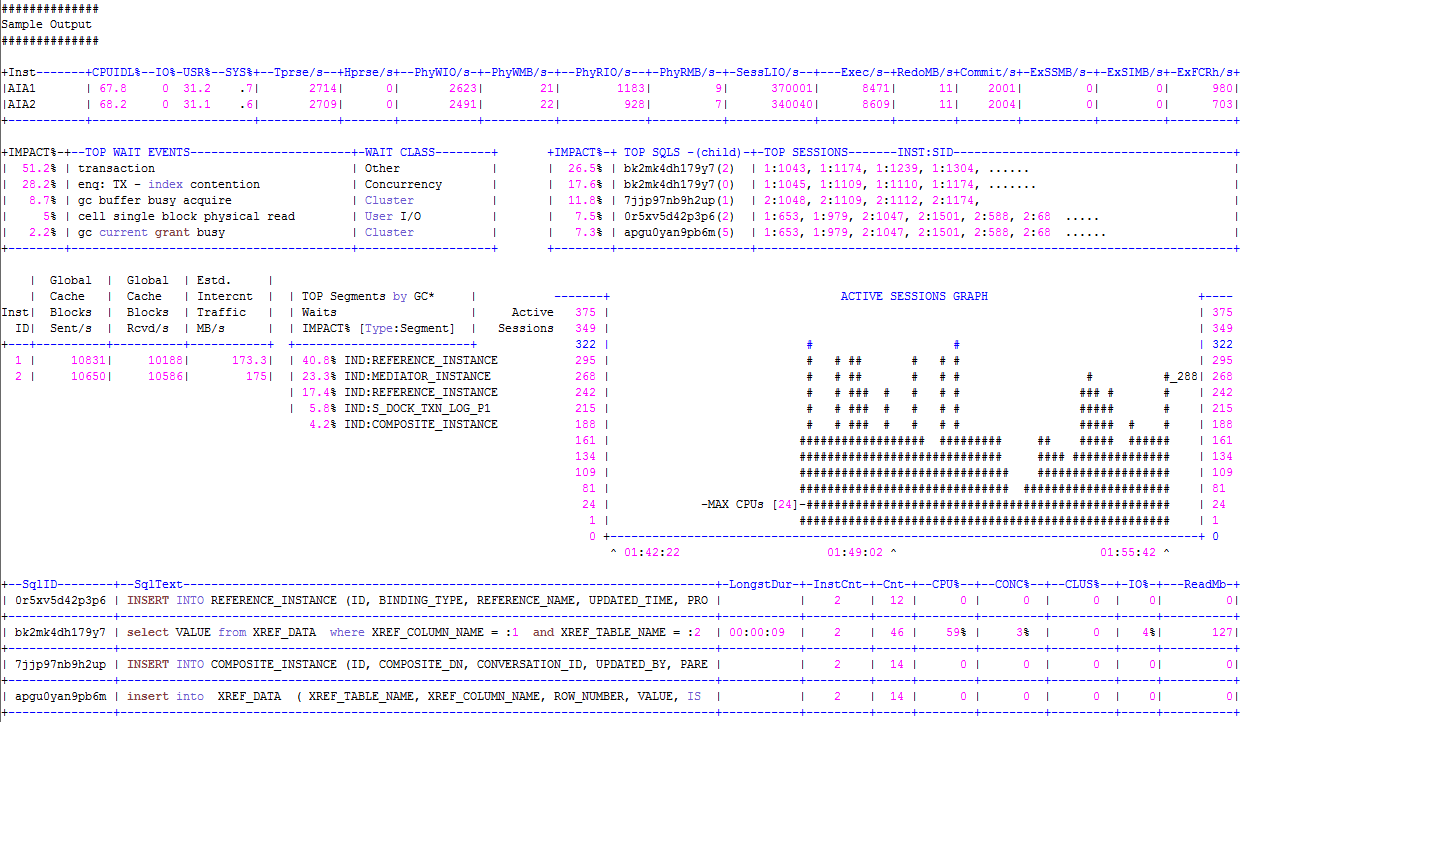 ##############
Sample Output
##############
+Inst-------+CPUIDL%--IO%-USR%--SYS%+--Tprse/s--+Hprse/s+--PhyWIO/s-+-PhyWMB/s-+--PhyRIO/s--+-PhyRMB/s-+-SessLIO/s--+---Exec/s-+RedoMB/s+Commit/s-+-ExSSMB/s-+-ExSIMB/s+-ExFCRh/s+
|AIA1       | 67.8     0  31.2    .7|       2714|      0|       2623|        21|        1183|         9|      370001|      8471|      11|    2001|         0|        0|      980|
|AIA2       | 68.2     0  31.1    .6|       2709|      0|       2491|        22|         928|         7|      340040|      8609|      11|    2004|         0|        0|      703|
+-----------+-----------------------+-----------+-------+-----------+----------+------------+----------+------------+----------+--------+---------+----------+---------+---------+
+IMPACT%-+--TOP WAIT EVENTS-----------------------+-WAIT CLASS--------+       +IMPACT%-+ TOP SQLS -(child)-+-TOP SESSIONS-------INST:SID----------------------------------------+
|  51.2% | transaction                            | Other             |       |  26.5% | bk2mk4dh179y7(2)  | 1:1043, 1:1174, 1:1239, 1:1304, ......                             |
|  28.2% | enq: TX - index contention             | Concurrency       |       |  17.6% | bk2mk4dh179y7(0)  | 1:1045, 1:1109, 1:1110, 1:1174, .......                            |
|   8.7% | gc buffer busy acquire                 | Cluster           |       |  11.8% | 7jjp97nb9h2up(1)  | 2:1048, 2:1109, 2:1112, 2:1174,                                    |
|     5% | cell single block physical read        | User I/O          |       |   7.5% | 0r5xv5d42p3p6(2)  | 1:653, 1:979, 2:1047, 2:1501, 2:588, 2:68  .....                   |
|   2.2% | gc current grant busy                  | Cluster           |       |   7.3% | apgu0yan9pb6m(5)  | 1:653, 1:979, 2:1047, 2:1501, 2:588, 2:68  ......                  |
+--------+----------------------------------------+-------------------+       +--------+-------------------+--------------------------------------------------------------------+
    |  Global  |  Global  | Estd.     |
    |  Cache   |  Cache   | Intercnt  |  | TOP Segments by GC*     |           -------+                                 ACTIVE SESSIONS GRAPH                              +----
Inst|  Blocks  |  Blocks  | Traffic   |  | Waits                   |     Active   375 |                                                                                    | 375
  ID|  Sent/s  |  Rcvd/s  | MB/s      |  | IMPACT% [Type:Segment]  |   Sessions   349 |                                                                                    | 349
+---+----------+----------+-----------+  +-------------------------+              322 |                            #                    #                                  | 322
  1 |     10831|     10188|      173.3|  | 40.8% IND:REFERENCE_INSTANCE           295 |                            #   # ##       #   # #                                  | 295
  2 |     10650|     10586|        175|  | 23.3% IND:MEDIATOR_INSTANCE            268 |                            #   # ##       #   # #                  #          #_288| 268
| 17.4% IND:REFERENCE_INSTANCE           242 |                            #   # ###  #   #   # #                 ### #       #    | 242
|  5.8% IND:S_DOCK_TXN_LOG_P1            215 |                            #   # ###  #   #   # #                 #####       #    | 215
4.2% IND:COMPOSITE_INSTANCE           188 |                            #   # ###  #   #   # #                 #####  #    #    | 188
161 |                           ################## #########     ##    #####  ######    | 161
134 |                           #############################     #### ##############    | 134
109 |                           ##############################    ###################    | 109
81 |                           ##############################  #####################    | 81
24 |             -MAX CPUs [24]-####################################################    | 24
1 |                           #####################################################    | 1
0 +------------------------------------------------------------------------------------+ 0
^ 01:42:22                     01:49:02 ^                             01:55:42 ^
+--SqlID--------+--SqlText-----------------------------------------------------------------------------+-LongstDur-+-InstCnt-+-Cnt-+---CPU%--+--CONC%--+--CLUS%-+-IO%-+---ReadMb-+
| 0r5xv5d42p3p6 | INSERT INTO REFERENCE_INSTANCE (ID, BINDING_TYPE, REFERENCE_NAME, UPDATED_TIME, PRO  |           |    2    |  12 |      0  |      0  |      0  |    0|         0|
+---------------+--------------------------------------------------------------------------------------+-----------+---------+-----+---------+---------+---------+-----+----------+
| bk2mk4dh179y7 | select VALUE from XREF_DATA  where XREF_COLUMN_NAME = :1  and XREF_TABLE_NAME = :2   | 00:00:09  |    2    |  46 |    59%  |      3% |      0  |   4%|       127|
+---------------+--------------------------------------------------------------------------------------+-----------+---------+-----+---------+---------+---------+-----+----------+
| 7jjp97nb9h2up | INSERT INTO COMPOSITE_INSTANCE (ID, COMPOSITE_DN, CONVERSATION_ID, UPDATED_BY, PARE  |           |    2    |  14 |      0  |      0  |      0  |    0|         0|
+---------------+--------------------------------------------------------------------------------------+-----------+---------+-----+---------+---------+---------+-----+----------+
| apgu0yan9pb6m | insert into  XREF_DATA  ( XREF_TABLE_NAME, XREF_COLUMN_NAME, ROW_NUMBER, VALUE, IS   |           |    2    |  14 |      0  |      0  |      0  |    0|         0|
+---------------+--------------------------------------------------------------------------------------+-----------+---------+-----+---------+---------+---------+-----+----------+